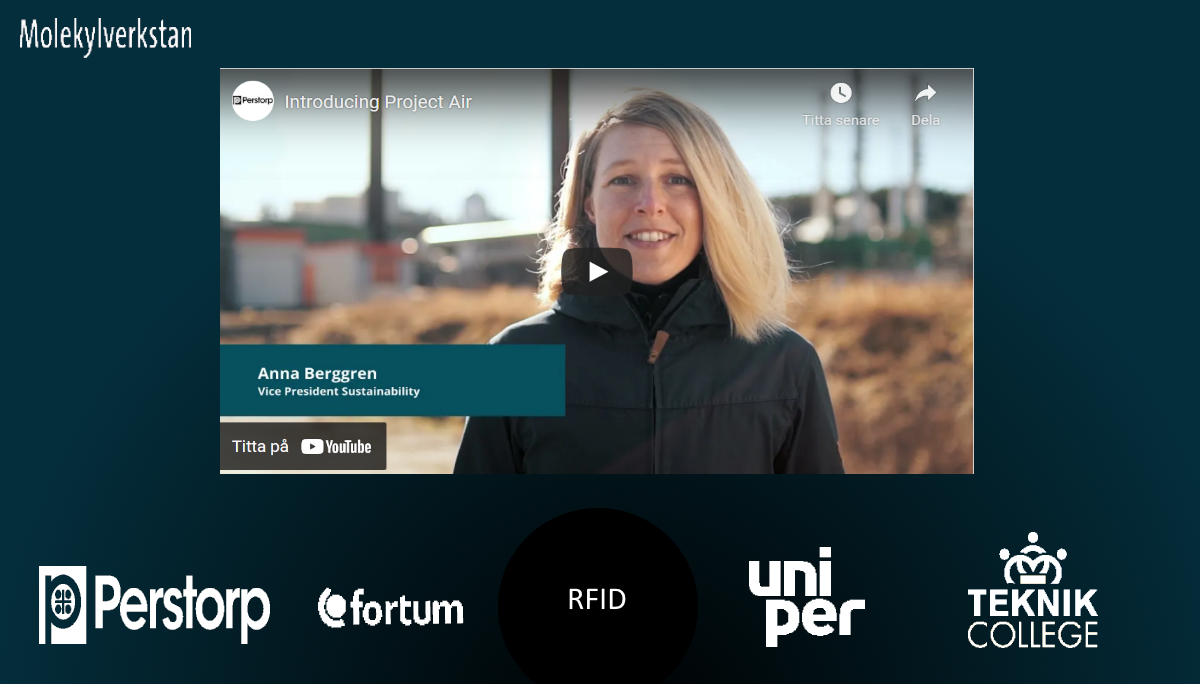 Molekylverkstan
Perstorp
Introducing Project Air
Titta senare
Dela
Anna Berggren
Vice President Sustainability
Titta på YouTube
Perstorp
fortum
RFID
uni
per
TEKNIK
COLLEGE